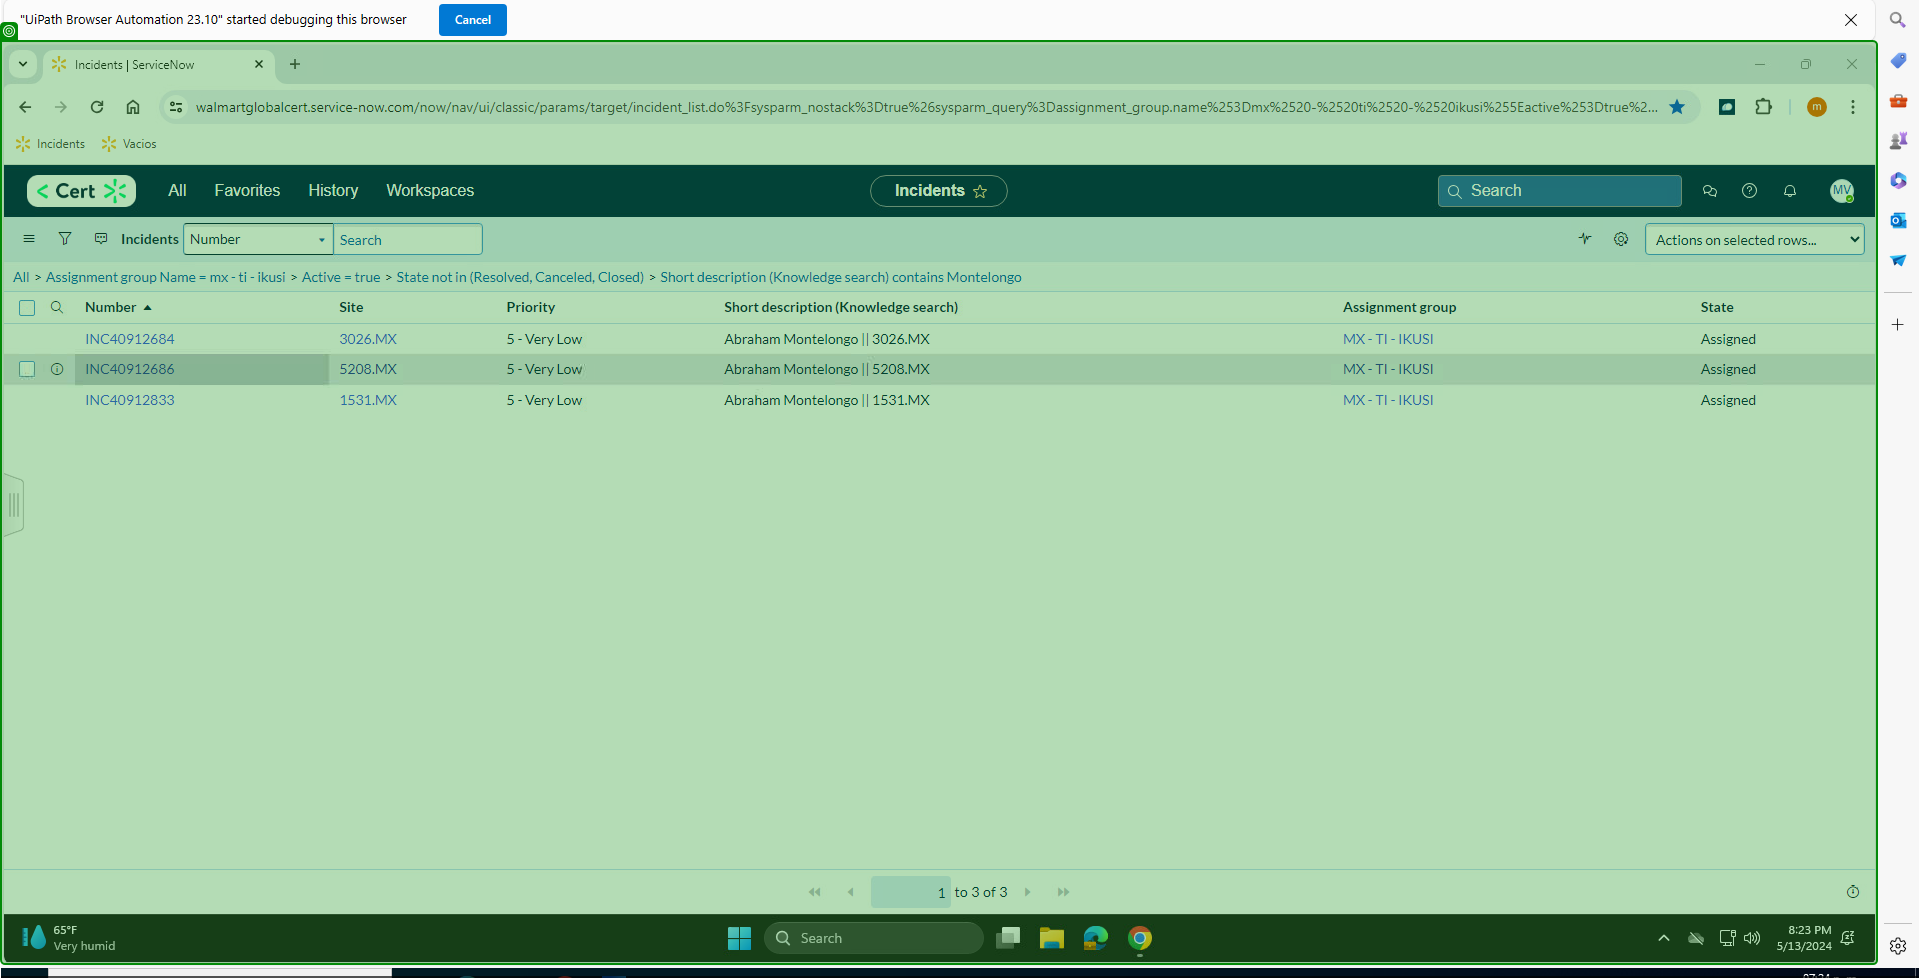 "UiPath Browser Automation 23.10" started debugging this browser Cancel
Incidents | ServiceNow
walmartglobalcert.service-now.com/now/nav/ui/classic/params/target/incident_list.do%3Fsysparm_nostack%3Dtrue%26sysparm_query%3Dassignment_group.name%253Dmx%2520-%2520ti%2520-%2520ikusi%255Eactive%253Dtrue%2... m
Incidents Vacios
Cert All Favorites History Workspaces Incidents Search MV
Incidents Number Search Actions on selected rows...
All > Assignment group Name = mx - ti - ikusi > Active = true > State not in (Resolved, Canceled, Closed) > Short description (Knowledge search) contains Montelongo
Number Site Priority Short description (Knowledge search) Assignment group State
INC40912684 3026.MX 5 - Very Low Abraham Montelongo || 3026.MX MX - TI - IKUSI Assigned
INC40912686 5208.MX 5 - Very Low Abraham Montelongo || 5208.MX MX - TI - IKUSI Assigned
INC40912833 1531.MX 5 - Very Low Abraham Montelongo || 1531.MX MX - TI - IKUSI Assigned
1 to 3 of 3
65°F
Very humid
Search
8:23 PM
5/13/2024